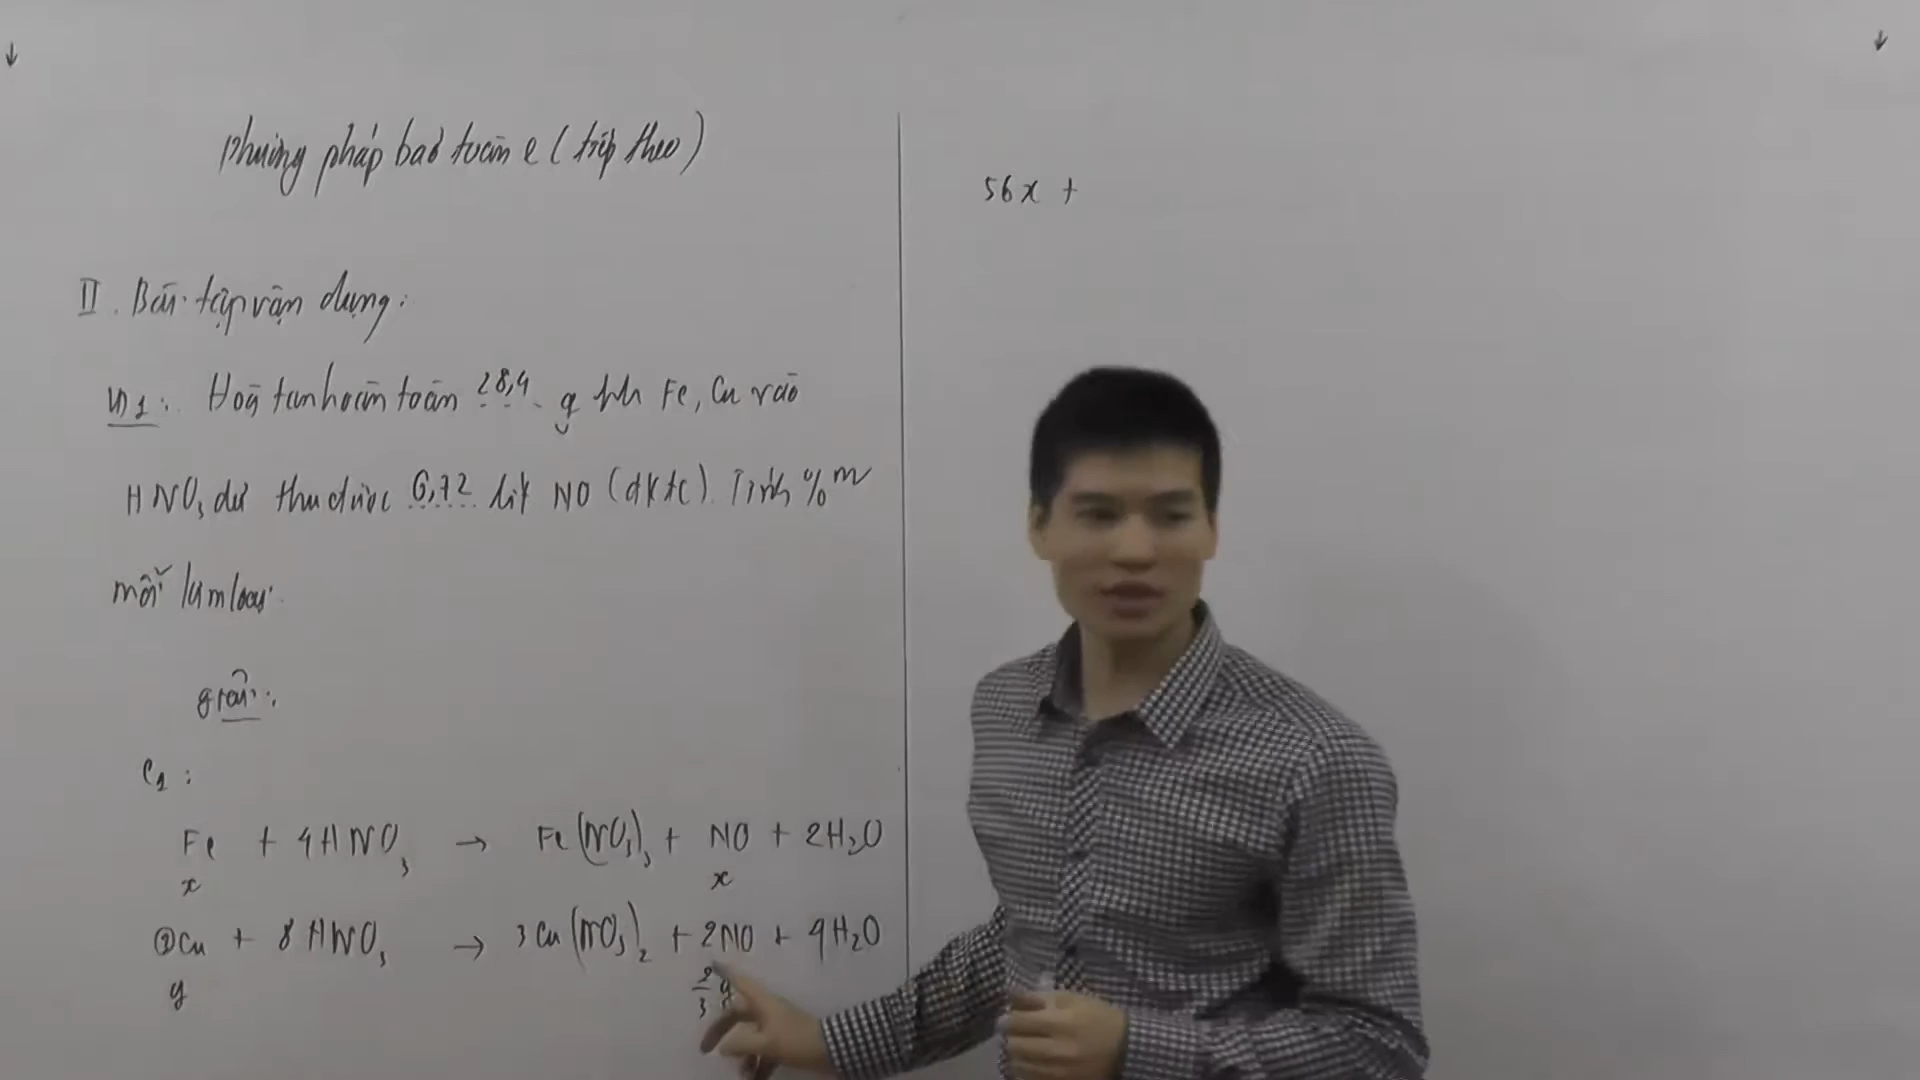 Phương pháp bảo toàn e (tiếp theo)
II. Bài tập vận dụng:
VD1: Hoà tan hoàn toàn 28,4 g hh Fe, Cu vào
HNO3 dư thu được 6,72 lít NO (đktc). Tính %m
mỗi kim loại.
giải:
C1:
Fe + 4HNO3 → Fe(NO3)3 + NO + 2H2O
x x
3Cu + 8HNO3 → 3Cu(NO3)2 + 2NO + 4H2O
y 2/3 y
56x +